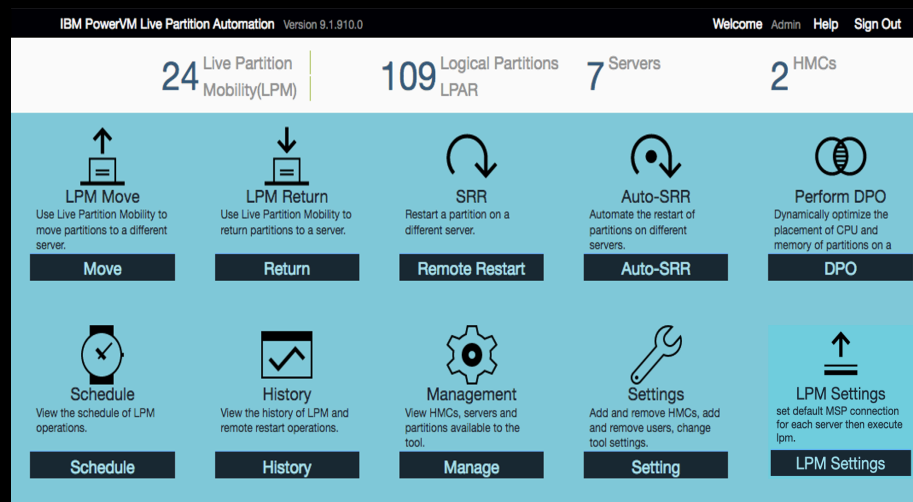 IBM PowerVM Live Partition Automation Version 9.1.910.0
Welcome Admin Help Sign Out
24 Live Partition
Mobility(LPM)
109 Logical Partitions
LPAR
7 Servers
2 HMCs
LPM Move
Use Live Partition Mobility to
move partitions to a different
server.
Move
LPM Return
Use Live Partition Mobility to
return partitions to a server.
Return
SRR
Restart a partition on a
different server.
Remote Restart
Auto-SRR
Automate the restart of
partitions on different
servers.
Auto-SRR
Perform DPO
Dynamically optimize the
placement of CPU and
memory of partitions on a
DPO
Schedule
View the schedule of LPM
operations.
Schedule
History
View the history of LPM and
remote restart operations.
History
Management
View HMCs, servers and
partitions available to the
tool.
Manage
Settings
Add and remove HMCs, add
and remove users, change
tool settings.
Setting
LPM Settings
set default MSP connection
for each server then execute
lpm.
LPM Settings